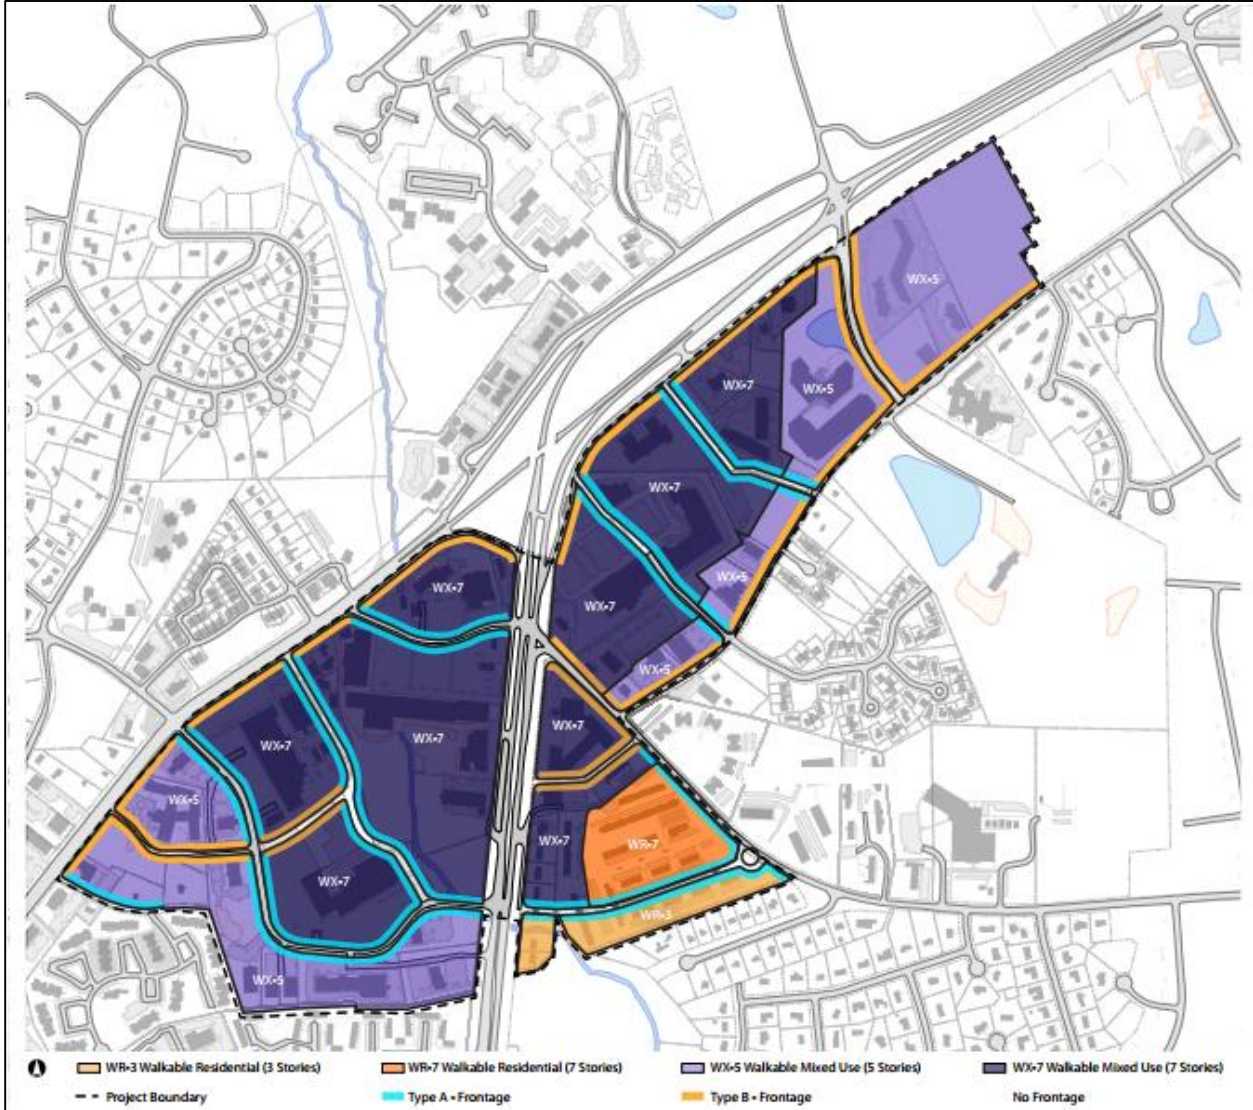 WX-5
WX-7
WX-5
WX-7
WX-5
WX-7
WX-7
WX-5
WX-7
WX-7
WX-7
WX-5
WX-7
WR-7
WX-7
WR-3
WX-5
WR-3 Walkable Residential (3 Stories) WR-7 Walkable Residential (7 Stories) WX-5 Walkable Mixed Use (5 Stories) WX-7 Walkable Mixed Use (7 Stories)
Project Boundary Type A - Frontage Type B - Frontage No Frontage